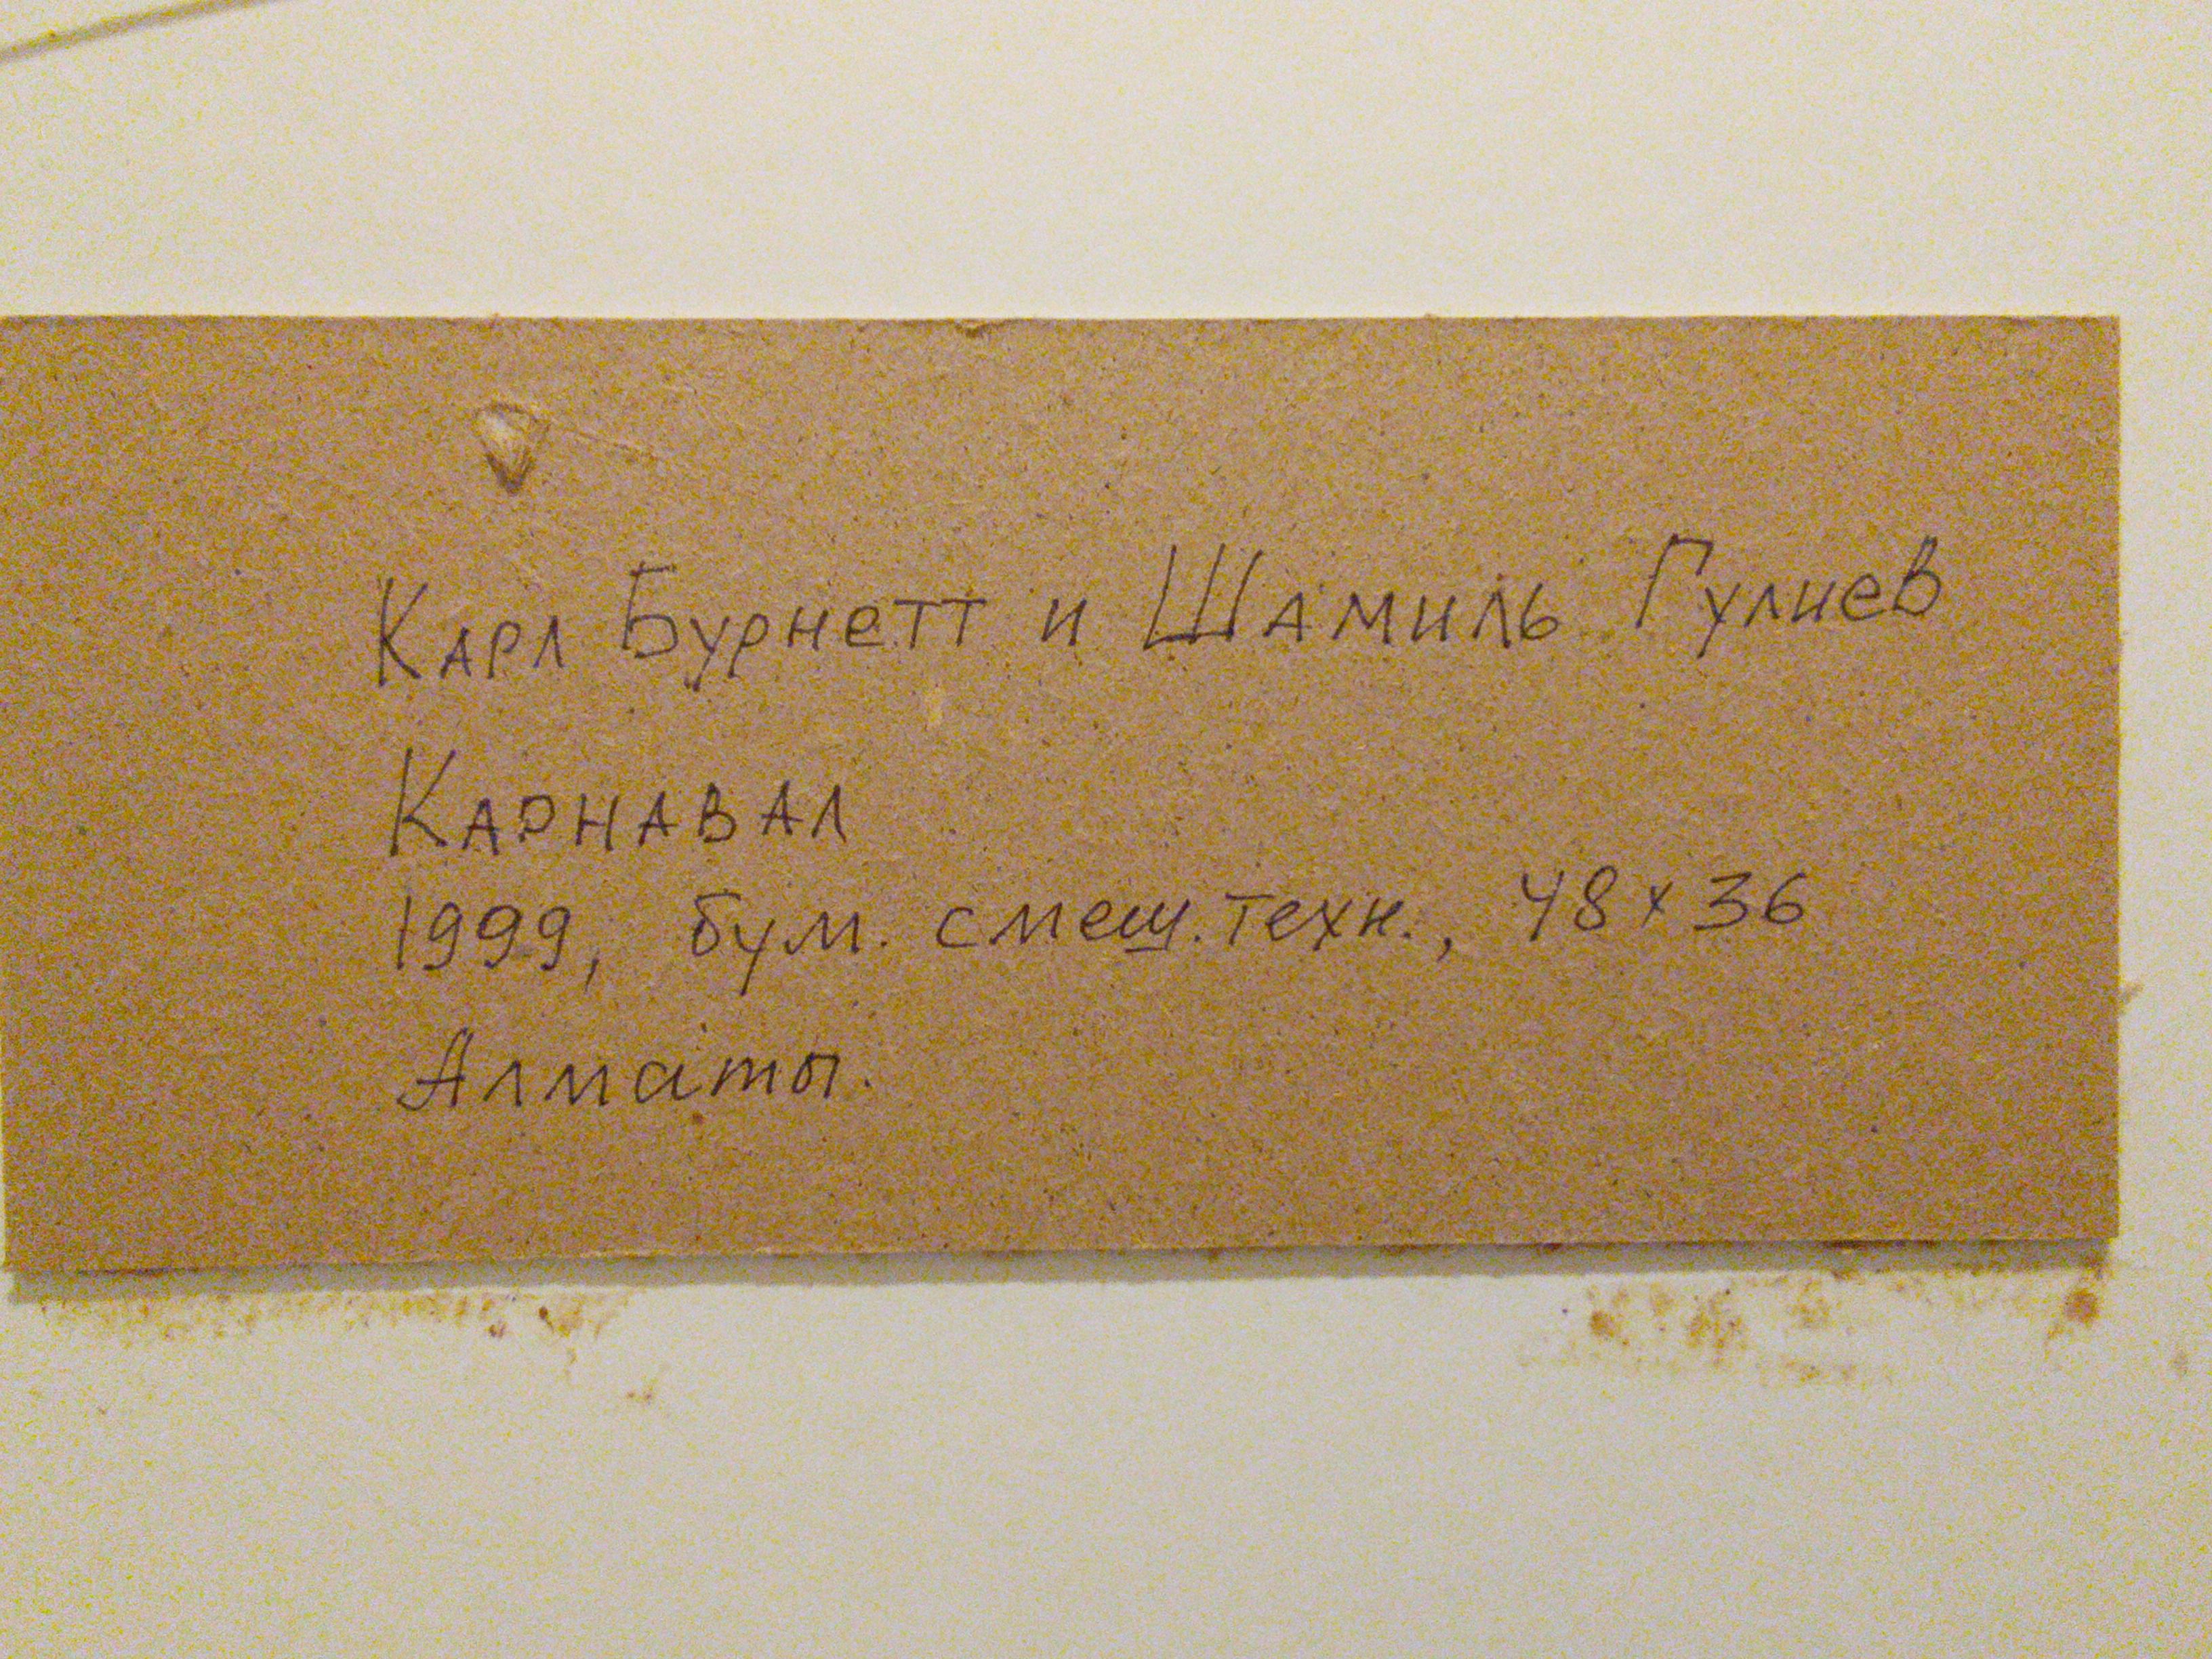 Карл Бурнетт и Шамиль Гулиев
Карнавал
1999, бум. смеш. техн., 48 x 36
Алматы.